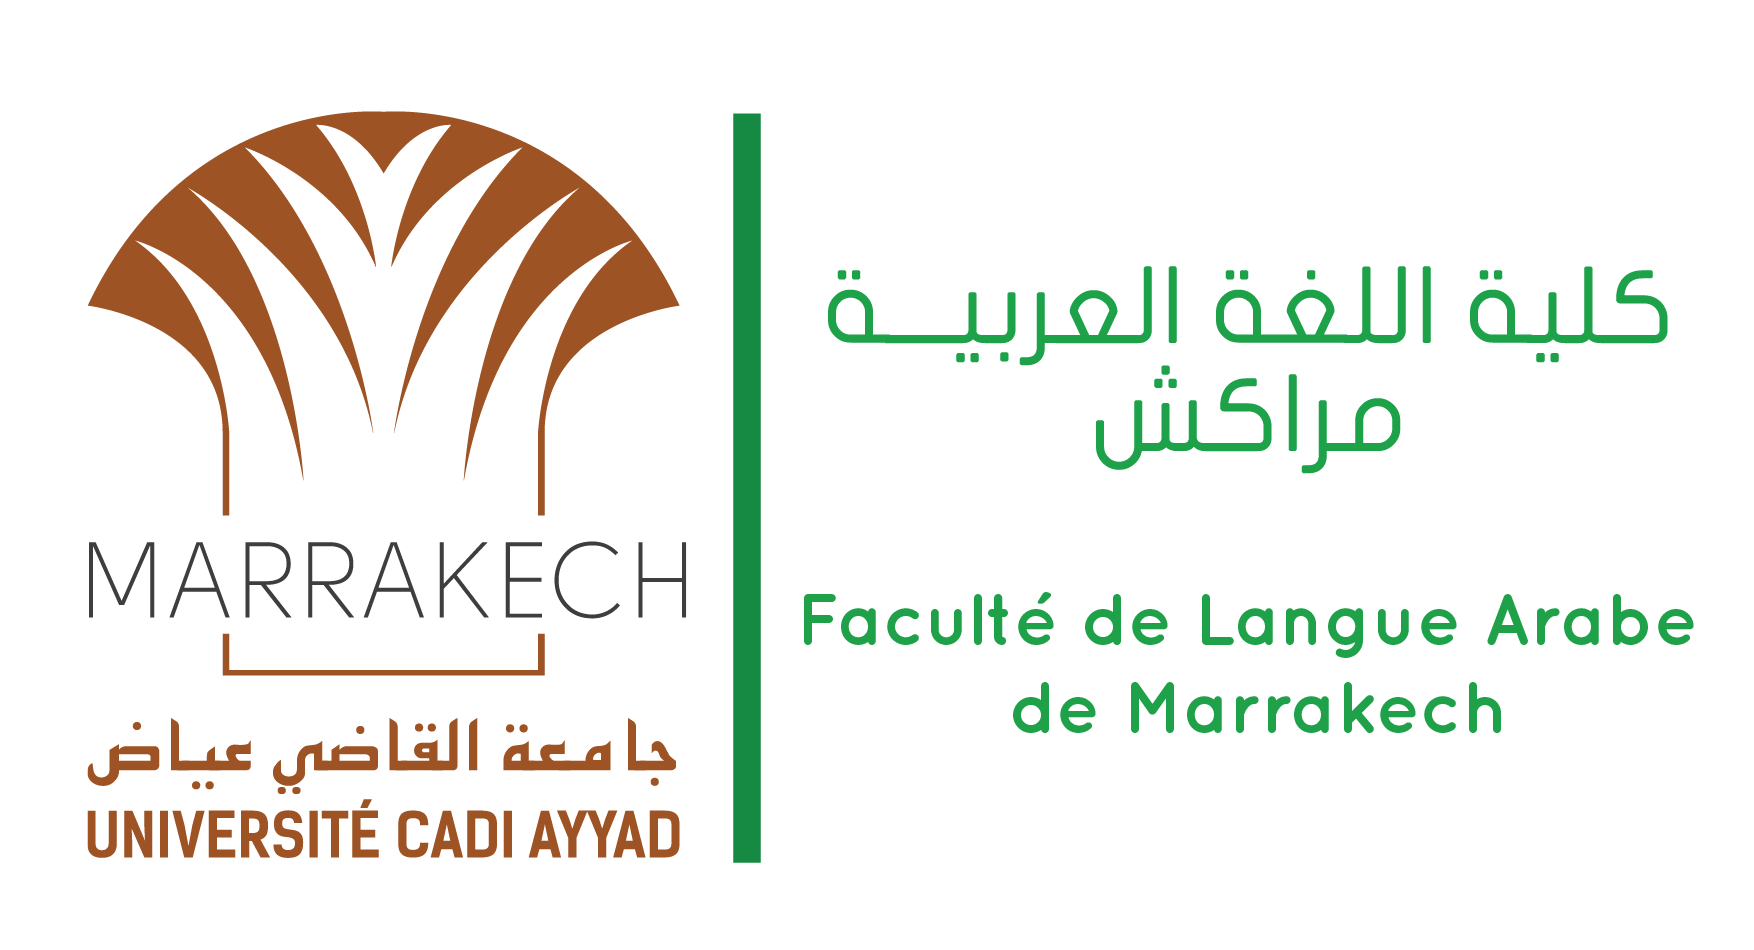 MARRAKECH
جامعة القاضي عياض
UNIVERSITÉ CADI AYYAD
كلية اللغة العربيــة
مراكش
Faculté de Langue Arabe
de Marrakech